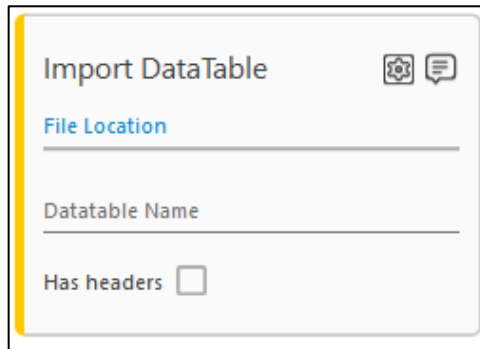 Import DataTable
File Location
Datatable Name
Has headers